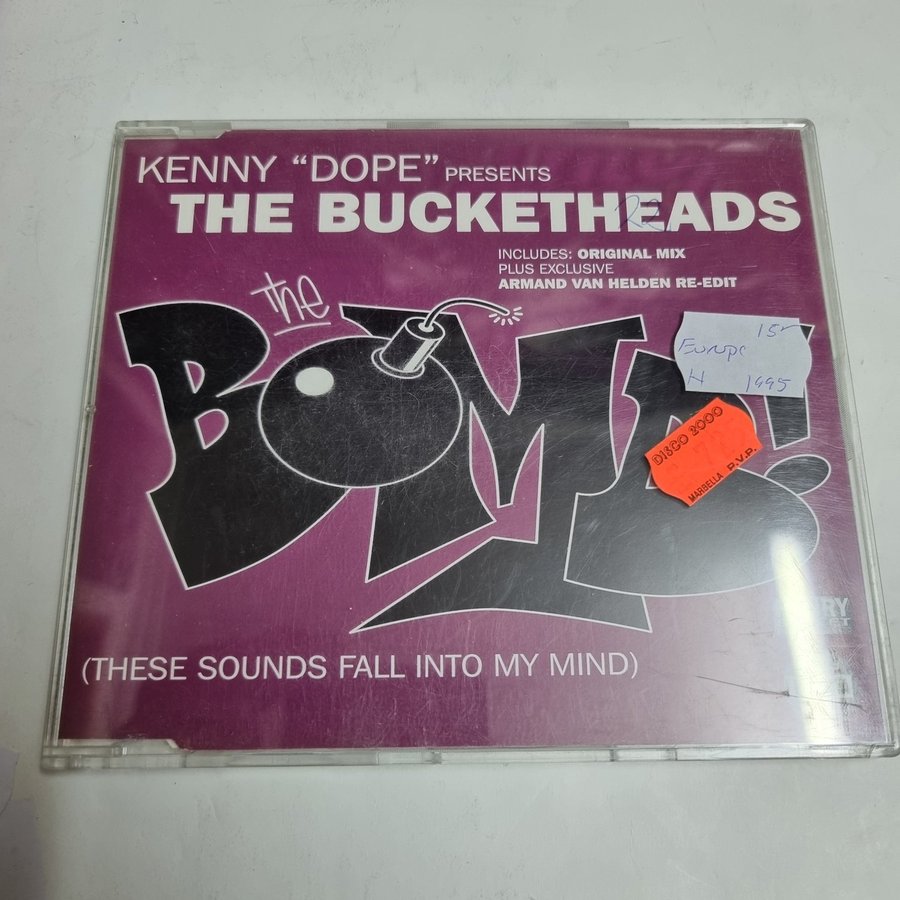 KENNY “DOPE” PRESENTS
THE BUCKETHEADS
INCLUDES: ORIGINAL MIX
PLUS EXCLUSIVE
ARMAND VAN HELDEN RE-EDIT
the
BOMB!
Europe
H 1995
DISCO 2000
MARBELLA P.V.P.
(THESE SOUNDS FALL INTO MY MIND)